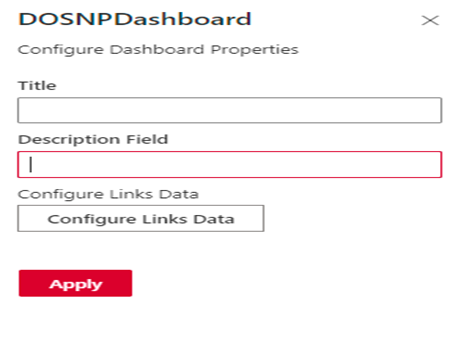 DOSNPDashboard
Configure Dashboard Properties
Title
Description Field
Configure Links Data
Configure Links Data
Apply